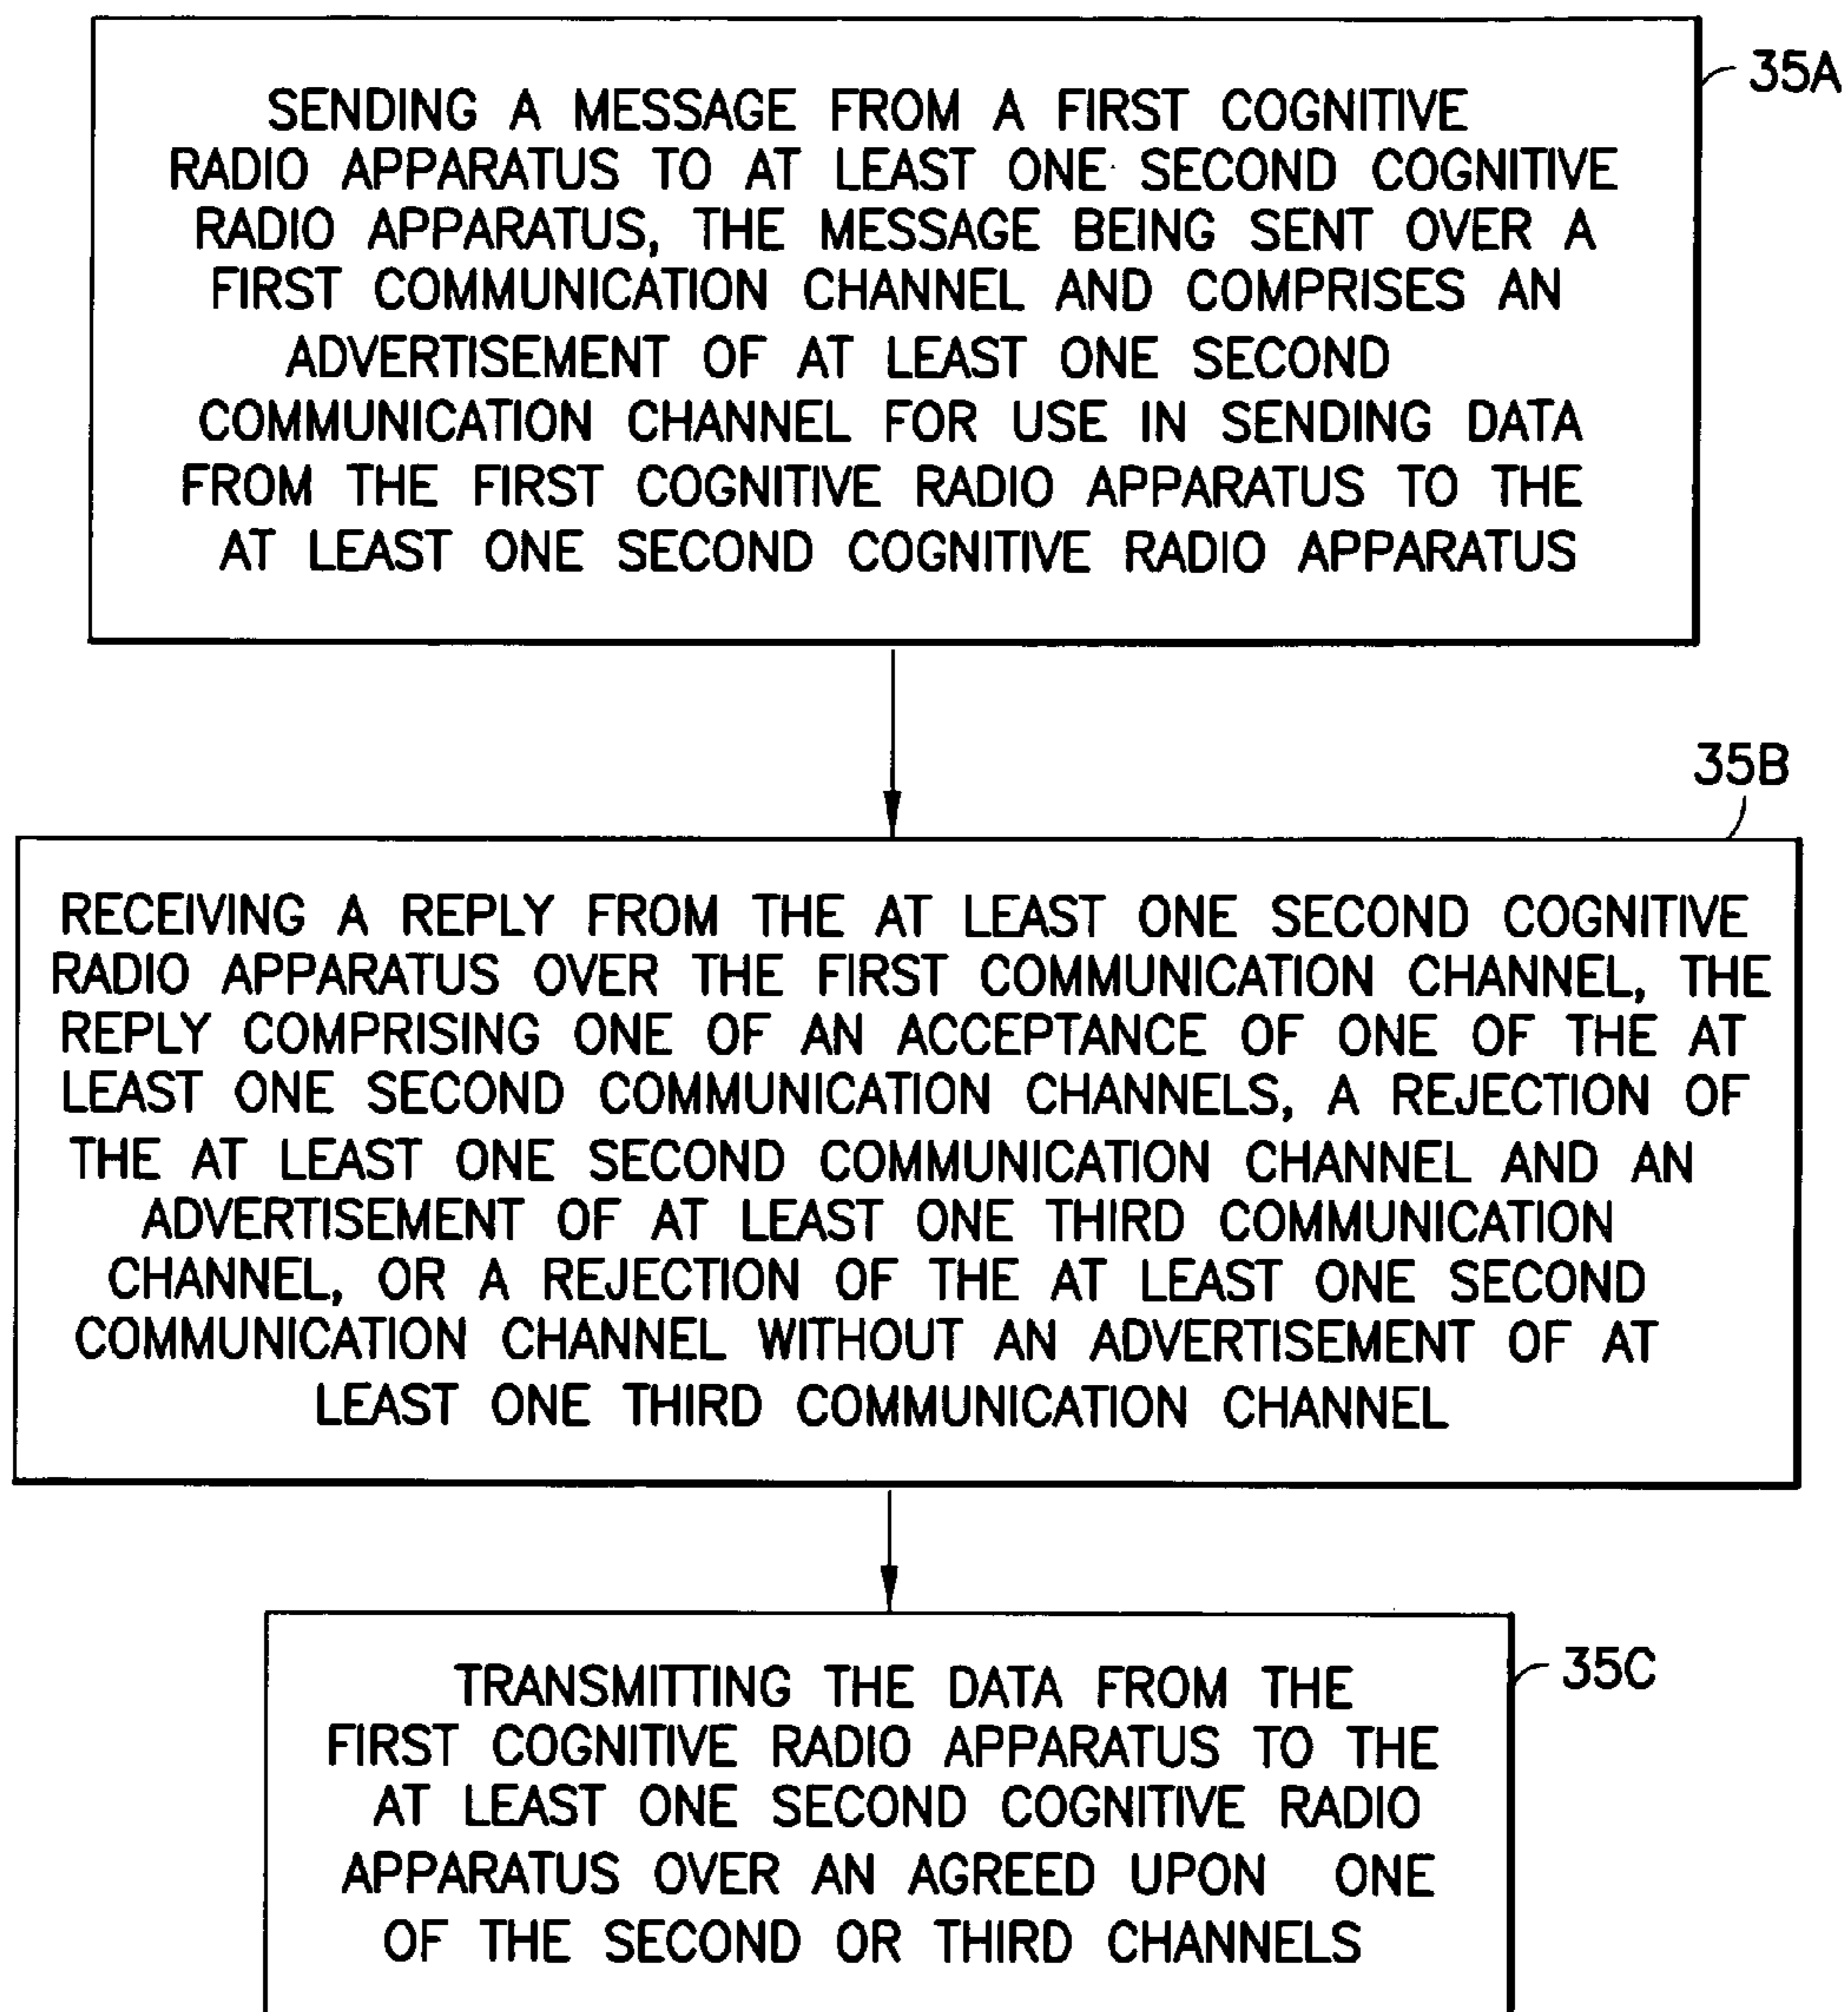 35A
SENDING A MESSAGE FROM A FIRST COGNITIVE
RADIO APPARATUS TO AT LEAST ONE SECOND COGNITIVE
RADIO APPARATUS, THE MESSAGE BEING SENT OVER A
FIRST COMMUNICATION CHANNEL AND COMPRISES AN
ADVERTISEMENT OF AT LEAST ONE SECOND
COMMUNICATION CHANNEL FOR USE IN SENDING DATA
FROM THE FIRST COGNITIVE RADIO APPARATUS TO THE
AT LEAST ONE SECOND COGNITIVE RADIO APPARATUS
35B
RECEIVING A REPLY FROM THE AT LEAST ONE SECOND COGNITIVE
RADIO APPARATUS OVER THE FIRST COMMUNICATION CHANNEL, THE
REPLY COMPRISING ONE OF AN ACCEPTANCE OF ONE OF THE AT
LEAST ONE SECOND COMMUNICATION CHANNELS, A REJECTION OF
THE AT LEAST ONE SECOND COMMUNICATION CHANNEL AND AN
ADVERTISEMENT OF AT LEAST ONE THIRD COMMUNICATION
CHANNEL, OR A REJECTION OF THE AT LEAST ONE SECOND
COMMUNICATION CHANNEL WITHOUT AN ADVERTISEMENT OF AT
LEAST ONE THIRD COMMUNICATION CHANNEL
35C
TRANSMITTING THE DATA FROM THE
FIRST COGNITIVE RADIO APPARATUS TO THE
AT LEAST ONE SECOND COGNITIVE RADIO
APPARATUS OVER AN AGREED UPON ONE
OF THE SECOND OR THIRD CHANNELS